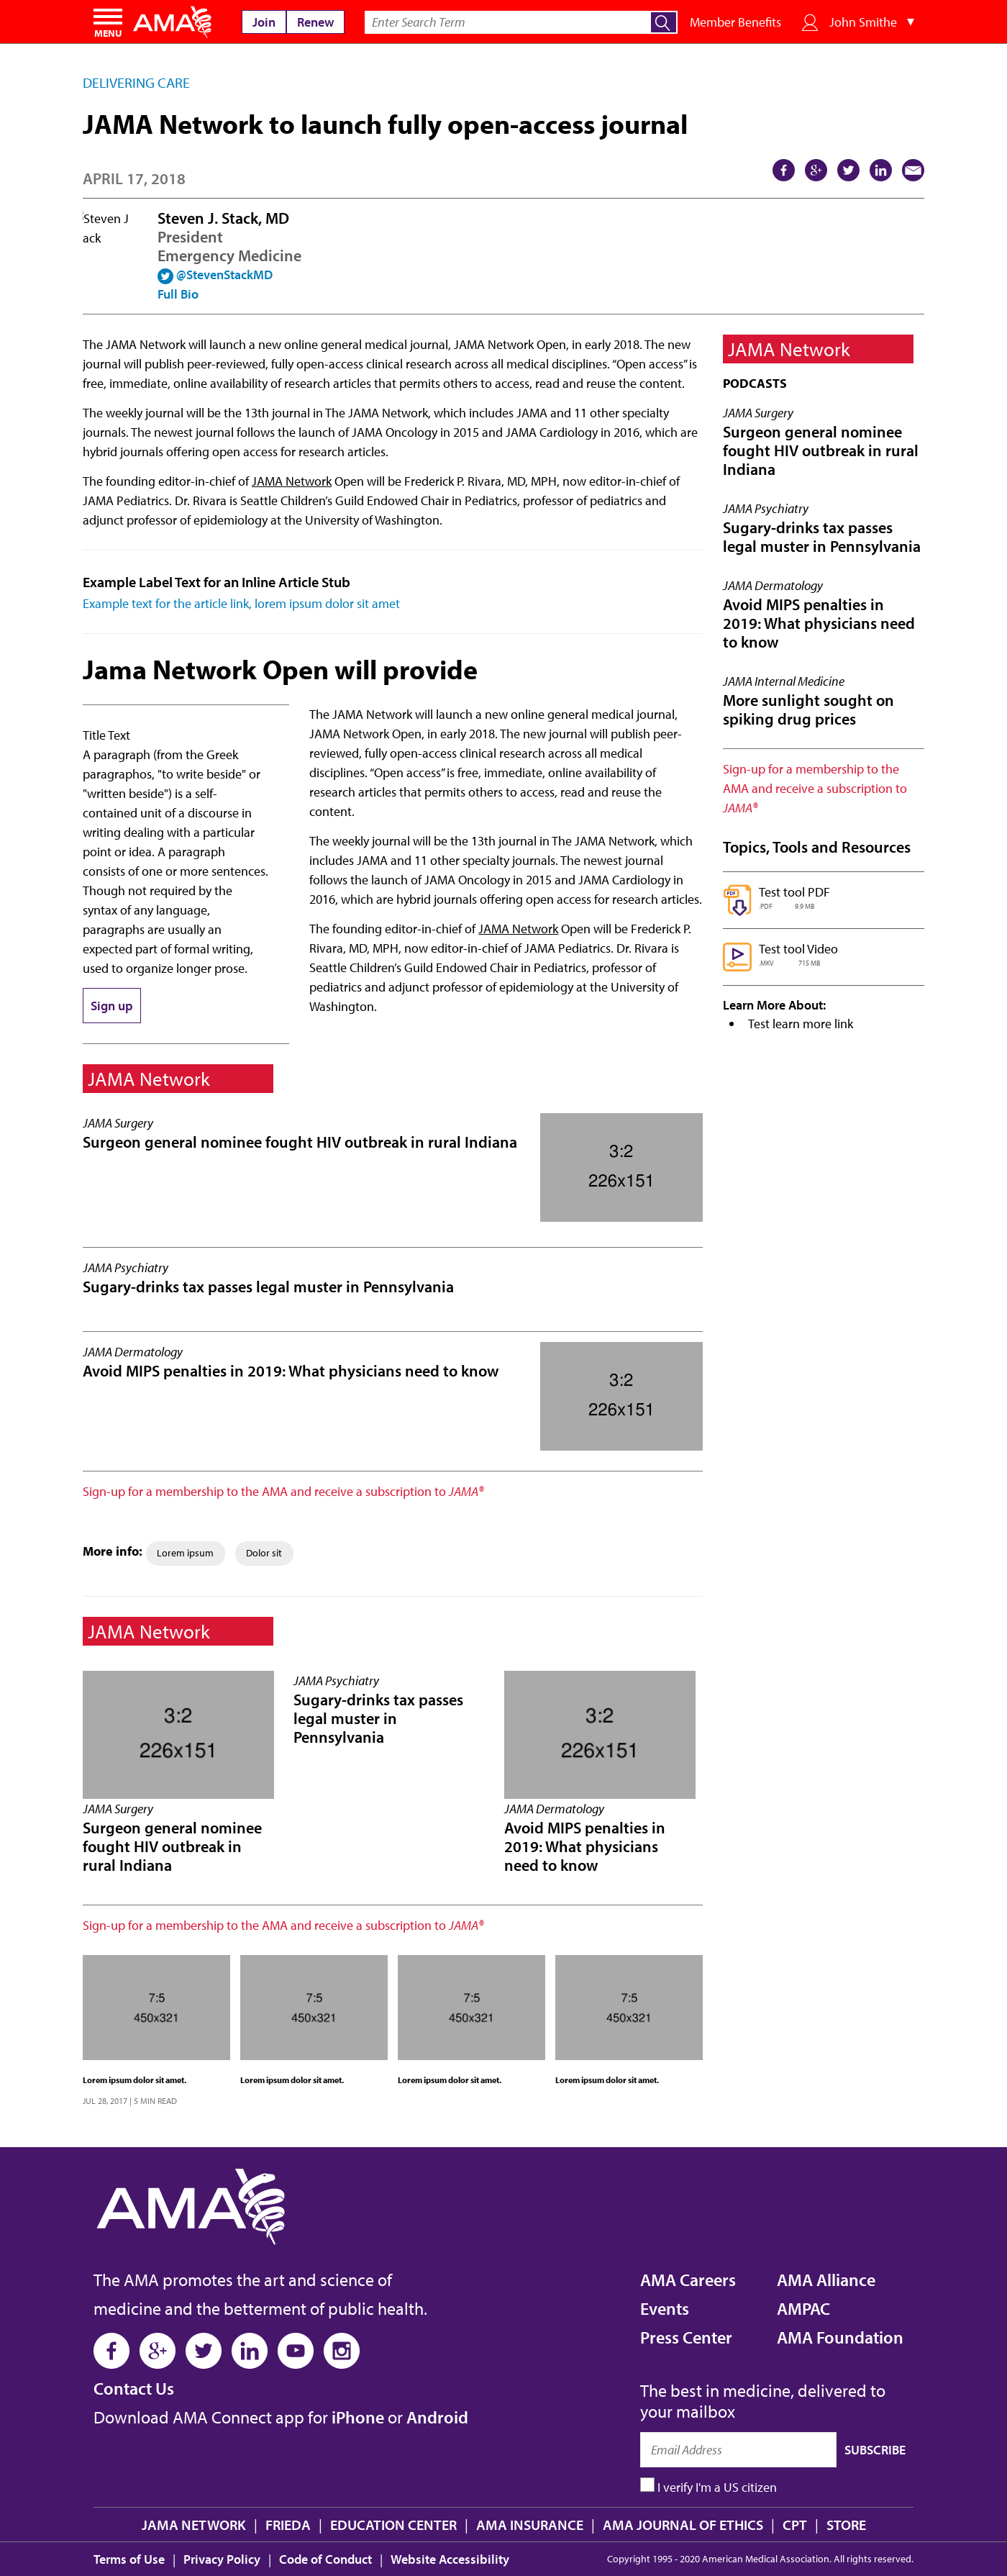 MENU
AMA
Join
Renew
Enter Search Term
Member Benefits
John Smithe ▼
DELIVERING CARE
JAMA Network to launch fully open-access journal
APRIL 17, 2018
Steven J
ack
Steven J. Stack, MD
President
Emergency Medicine
@StevenStackMD
Full Bio
The JAMA Network will launch a new online general medical journal, JAMA Network Open, in early 2018. The new
journal will publish peer-reviewed, fully open-access clinical research across all medical disciplines. “Open access” is
free, immediate, online availability of research articles that permits others to access, read and reuse the content.
The weekly journal will be the 13th journal in The JAMA Network, which includes JAMA and 11 other specialty
journals. The newest journal follows the launch of JAMA Oncology in 2015 and JAMA Cardiology in 2016, which are
hybrid journals offering open access for research articles.
The founding editor-in-chief of JAMA Network Open will be Frederick P. Rivara, MD, MPH, now editor-in-chief of
JAMA Pediatrics. Dr. Rivara is Seattle Children’s Guild Endowed Chair in Pediatrics, professor of pediatrics and
adjunct professor of epidemiology at the University of Washington.
Example Label Text for an Inline Article Stub
Example text for the article link, lorem ipsum dolor sit amet
Jama Network Open will provide
Title Text
A paragraph (from the Greek
paragraphos, "to write beside" or
"written beside") is a self-
contained unit of a discourse in
writing dealing with a particular
point or idea. A paragraph
consists of one or more sentences.
Though not required by the
syntax of any language,
paragraphs are usually an
expected part of formal writing,
used to organize longer prose.
Sign up
The JAMA Network will launch a new online general medical journal,
JAMA Network Open, in early 2018. The new journal will publish peer-
reviewed, fully open-access clinical research across all medical
disciplines. “Open access” is free, immediate, online availability of
research articles that permits others to access, read and reuse the
content.
The weekly journal will be the 13th journal in The JAMA Network, which
includes JAMA and 11 other specialty journals. The newest journal
follows the launch of JAMA Oncology in 2015 and JAMA Cardiology in
2016, which are hybrid journals offering open access for research articles.
The founding editor-in-chief of JAMA Network Open will be Frederick P.
Rivara, MD, MPH, now editor-in-chief of JAMA Pediatrics. Dr. Rivara is
Seattle Children’s Guild Endowed Chair in Pediatrics, professor of
pediatrics and adjunct professor of epidemiology at the University of
Washington.
JAMA Network
JAMA Surgery
Surgeon general nominee fought HIV outbreak in rural Indiana
3:2
226x151
JAMA Psychiatry
Sugary-drinks tax passes legal muster in Pennsylvania
JAMA Dermatology
Avoid MIPS penalties in 2019: What physicians need to know
3:2
226x151
Sign-up for a membership to the AMA and receive a subscription to JAMA®
More info:
Lorem ipsum
Dolor sit
JAMA Network
3:2
226x151
JAMA Surgery
Surgeon general nominee
fought HIV outbreak in
rural Indiana
JAMA Psychiatry
Sugary-drinks tax passes
legal muster in
Pennsylvania
3:2
226x151
JAMA Dermatology
Avoid MIPS penalties in
2019: What physicians
need to know
Sign-up for a membership to the AMA and receive a subscription to JAMA®
7:5
450x321
Lorem ipsum dolor sit amet.
JUL 28, 2017 | 5 MIN READ
7:5
450x321
Lorem ipsum dolor sit amet.
7:5
450x321
Lorem ipsum dolor sit amet.
7:5
450x321
Lorem ipsum dolor sit amet.
JAMA Network
PODCASTS
JAMA Surgery
Surgeon general nominee
fought HIV outbreak in rural
Indiana
JAMA Psychiatry
Sugary-drinks tax passes
legal muster in Pennsylvania
JAMA Dermatology
Avoid MIPS penalties in
2019: What physicians need
to know
JAMA Internal Medicine
More sunlight sought on
spiking drug prices
Sign-up for a membership to the
AMA and receive a subscription to
JAMA®
Topics, Tools and Resources
PDF
Test tool PDF
.PDF 9.9 MB
Test tool Video
.MKV 715 MB
Learn More About:
• Test learn more link
AMA
The AMA promotes the art and science of
medicine and the betterment of public health.
Contact Us
Download AMA Connect app for iPhone or Android
AMA Careers
Events
Press Center
AMA Alliance
AMPAC
AMA Foundation
The best in medicine, delivered to
your mailbox
Email Address
SUBSCRIBE
I verify I'm a US citizen
JAMA NETWORK | FRIEDA | EDUCATION CENTER | AMA INSURANCE | AMA JOURNAL OF ETHICS | CPT | STORE
Terms of Use | Privacy Policy | Code of Conduct | Website Accessibility
Copyright 1995 - 2020 American Medical Association. All rights reserved.